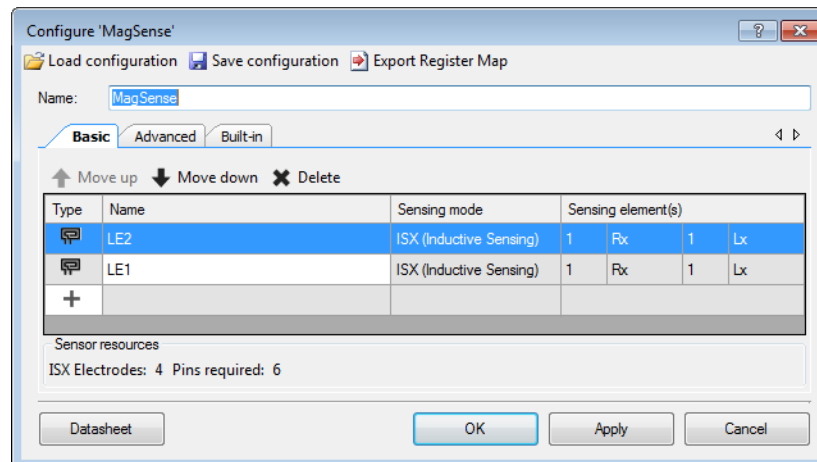 Configure 'MagSense'
Load configuration Save configuration Export Register Map
Name: MagSense
Basic Advanced Built-in
Move up Move down Delete
Type Name Sensing mode Sensing element(s)
LE2 ISX (Inductive Sensing) 1 Rx 1 Lx
LE1 ISX (Inductive Sensing) 1 Rx 1 Lx
Sensor resources
ISX Electrodes: 4 Pins required: 6
Datasheet OK Apply Cancel